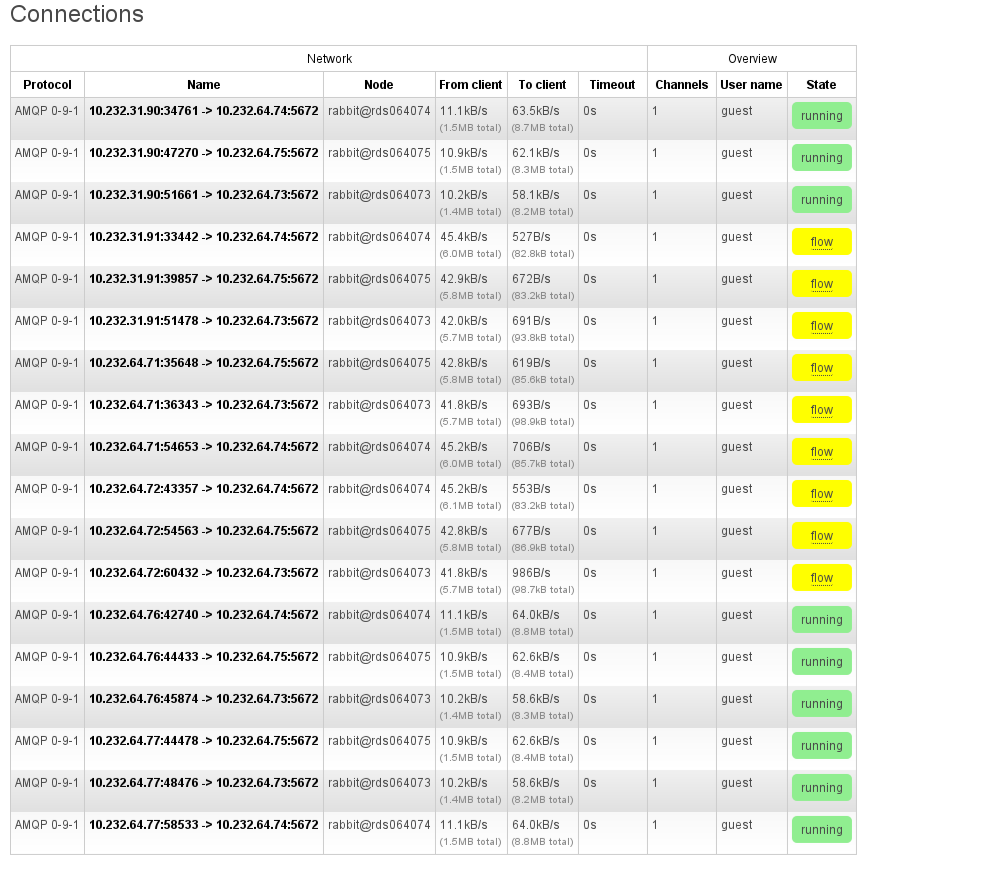 Connections
Network Overview
Protocol Name Node From client To client Timeout Channels User name State
AMQP 0-9-1 10.232.31.90:34761 -> 10.232.64.74:5672 rabbit@rds064074 11.1kB/s 63.5kB/s 0s 1 guest running
(1.5MB total) (8.7MB total)
AMQP 0-9-1 10.232.31.90:47270 -> 10.232.64.75:5672 rabbit@rds064075 10.9kB/s 62.1kB/s 0s 1 guest running
(1.5MB total) (8.3MB total)
AMQP 0-9-1 10.232.31.90:51661 -> 10.232.64.73:5672 rabbit@rds064073 10.2kB/s 58.1kB/s 0s 1 guest running
(1.4MB total) (8.2MB total)
AMQP 0-9-1 10.232.31.91:33442 -> 10.232.64.74:5672 rabbit@rds064074 45.4kB/s 527B/s 0s 1 guest flow
(6.0MB total) (82.8kB total)
AMQP 0-9-1 10.232.31.91:39857 -> 10.232.64.75:5672 rabbit@rds064075 42.9kB/s 672B/s 0s 1 guest flow
(5.8MB total) (83.2kB total)
AMQP 0-9-1 10.232.31.91:51478 -> 10.232.64.73:5672 rabbit@rds064073 42.0kB/s 691B/s 0s 1 guest flow
(5.7MB total) (93.8kB total)
AMQP 0-9-1 10.232.64.71:35648 -> 10.232.64.75:5672 rabbit@rds064075 42.8kB/s 619B/s 0s 1 guest flow
(5.8MB total) (85.6kB total)
AMQP 0-9-1 10.232.64.71:36343 -> 10.232.64.73:5672 rabbit@rds064073 41.8kB/s 693B/s 0s 1 guest flow
(5.7MB total) (98.9kB total)
AMQP 0-9-1 10.232.64.71:54653 -> 10.232.64.74:5672 rabbit@rds064074 45.2kB/s 706B/s 0s 1 guest flow
(6.0MB total) (85.7kB total)
AMQP 0-9-1 10.232.64.72:43357 -> 10.232.64.74:5672 rabbit@rds064074 45.2kB/s 553B/s 0s 1 guest flow
(6.1MB total) (83.2kB total)
AMQP 0-9-1 10.232.64.72:54563 -> 10.232.64.75:5672 rabbit@rds064075 42.8kB/s 677B/s 0s 1 guest flow
(5.8MB total) (86.9kB total)
AMQP 0-9-1 10.232.64.72:60432 -> 10.232.64.73:5672 rabbit@rds064073 41.8kB/s 986B/s 0s 1 guest flow
(5.7MB total) (98.7kB total)
AMQP 0-9-1 10.232.64.76:42740 -> 10.232.64.74:5672 rabbit@rds064074 11.1kB/s 64.0kB/s 0s 1 guest running
(1.5MB total) (8.8MB total)
AMQP 0-9-1 10.232.64.76:44433 -> 10.232.64.75:5672 rabbit@rds064075 10.9kB/s 62.6kB/s 0s 1 guest running
(1.5MB total) (8.4MB total)
AMQP 0-9-1 10.232.64.76:45874 -> 10.232.64.73:5672 rabbit@rds064073 10.2kB/s 58.6kB/s 0s 1 guest running
(1.4MB total) (8.3MB total)
AMQP 0-9-1 10.232.64.77:44478 -> 10.232.64.75:5672 rabbit@rds064075 10.9kB/s 62.6kB/s 0s 1 guest running
(1.5MB total) (8.4MB total)
AMQP 0-9-1 10.232.64.77:48476 -> 10.232.64.73:5672 rabbit@rds064073 10.2kB/s 58.6kB/s 0s 1 guest running
(1.4MB total) (8.2MB total)
AMQP 0-9-1 10.232.64.77:58533 -> 10.232.64.74:5672 rabbit@rds064074 11.1kB/s 64.0kB/s 0s 1 guest running
(1.5MB total) (8.8MB total)